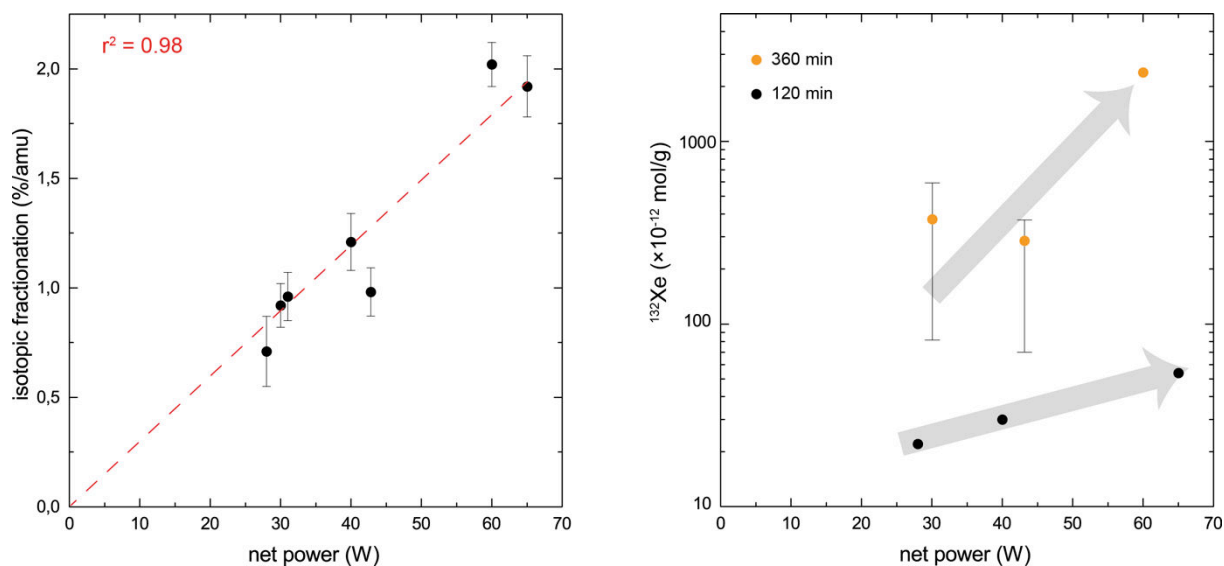 r² = 0.98
isotopic fractionation (%/amu)
2,0
1,5
1,0
0,5
0,0
0 10 20 30 40 50 60 70
net power (W)
360 min
120 min
¹³²Xe (×10⁻¹² mol/g)
1000
100
10
0 10 20 30 40 50 60 70
net power (W)